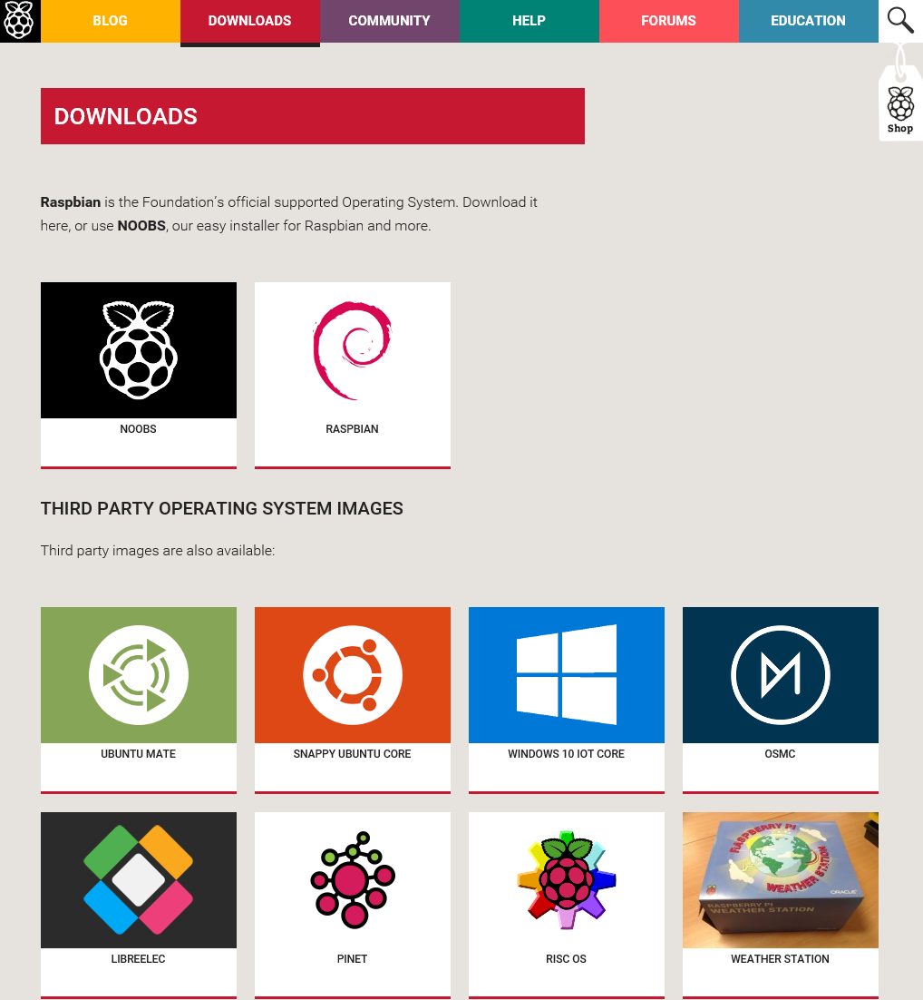 BLOG
DOWNLOADS
COMMUNITY
HELP
FORUMS
EDUCATION
Shop
DOWNLOADS
Raspbian is the Foundation's official supported Operating System. Download it
here, or use NOOBS, our easy installer for Raspbian and more.
NOOBS
RASPBIAN
THIRD PARTY OPERATING SYSTEM IMAGES
Third party images are also available:
UBUNTU MATE
SNAPPY UBUNTU CORE
WINDOWS 10 IOT CORE
OSMC
RASPBERRY PI
WEATHER STATION
ORACLE
RASPBERRY PI
WEATHER STATION
LIBREELEC
PINET
RISC OS
WEATHER STATION